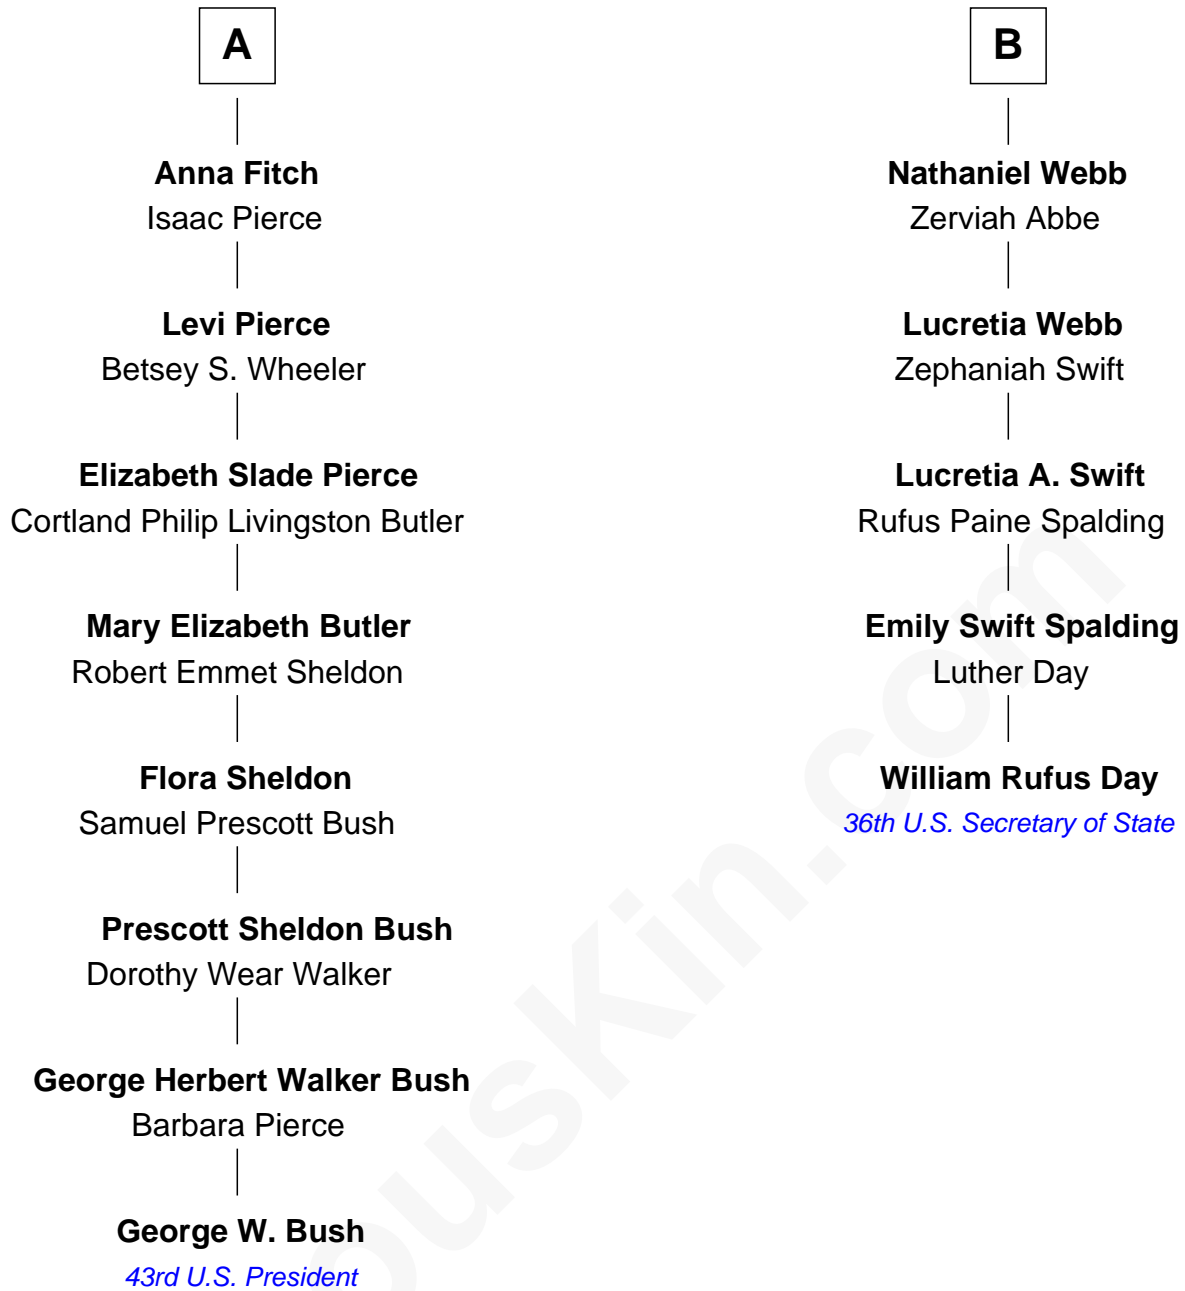 A
Anna Fitch
Isaac Pierce
Levi Pierce
Betsey S. Wheeler
Elizabeth Slade Pierce
Cortland Philip Livingston Butler
Mary Elizabeth Butler
Robert Emmet Sheldon
Flora Sheldon
Samuel Prescott Bush
Prescott Sheldon Bush
Dorothy Wear Walker
George Herbert Walker Bush
Barbara Pierce
George W. Bush
43rd U.S. President
B
Nathaniel Webb
Zerviah Abbe
Lucretia Webb
Zephaniah Swift
Lucretia A. Swift
Rufus Paine Spalding
Emily Swift Spalding
Luther Day
William Rufus Day
36th U.S. Secretary of State
ousKin.com